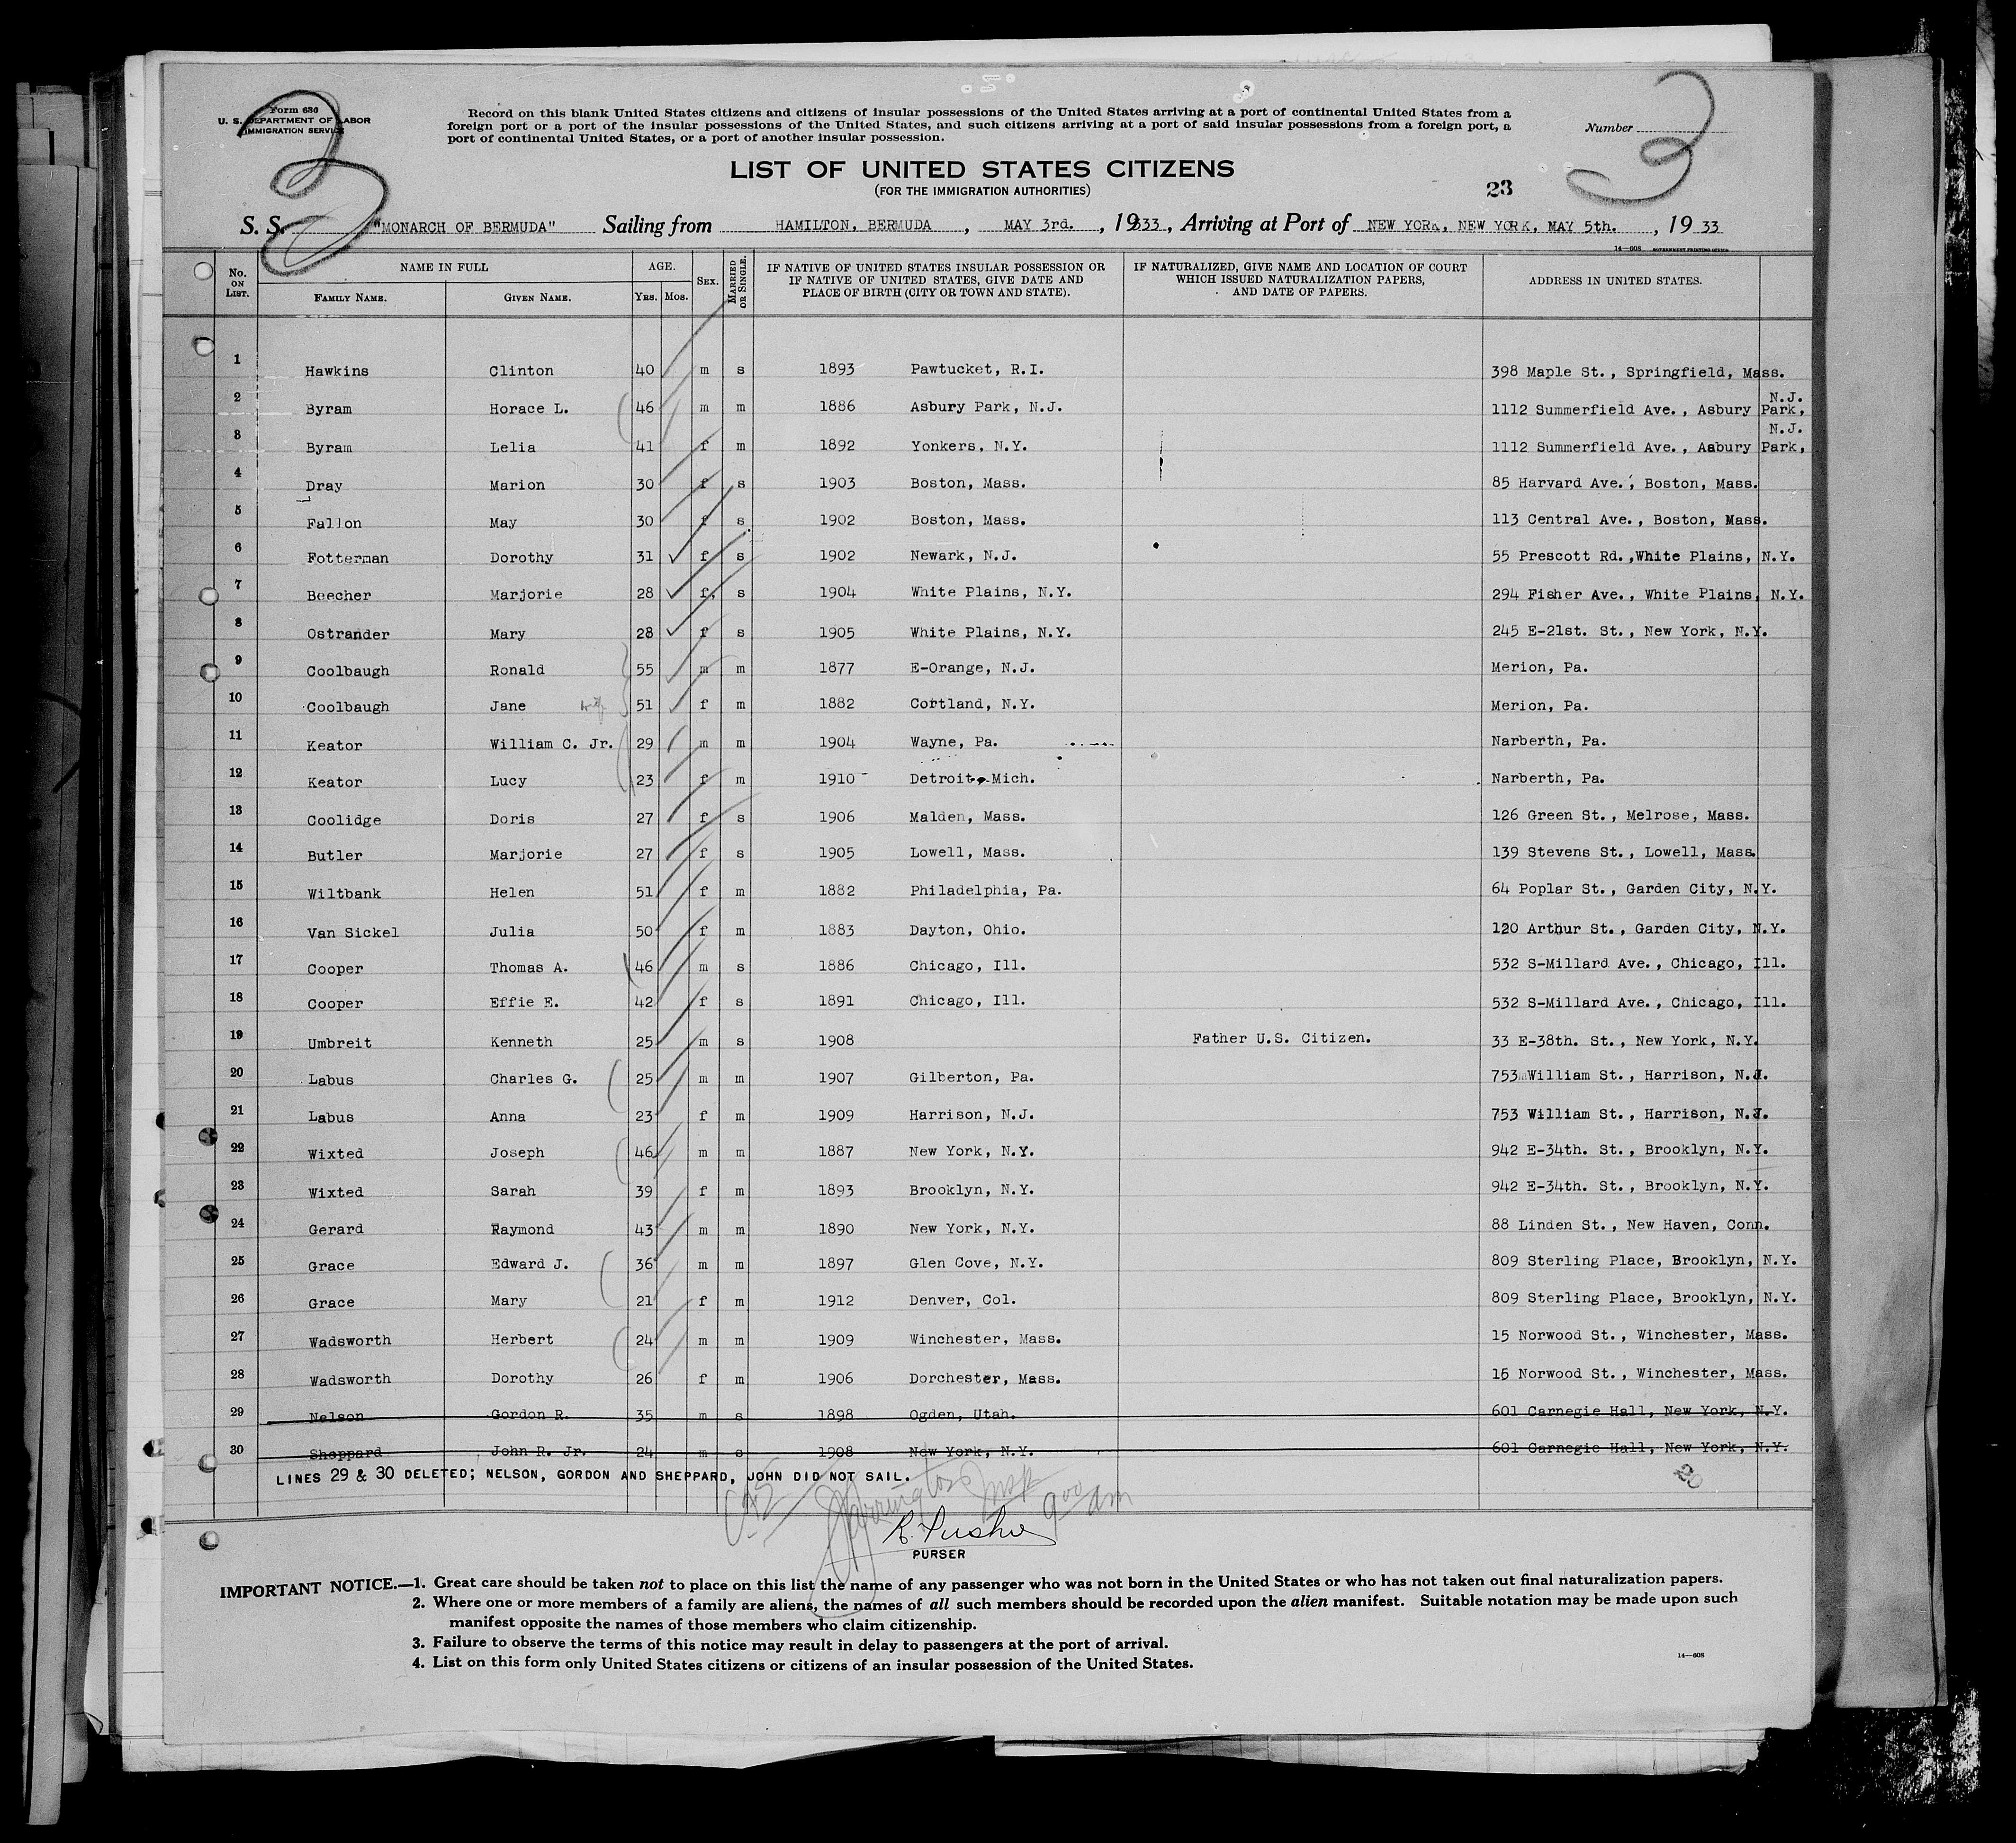 Form 630
U. S. DEPARTMENT OF LABOR
IMMIGRATION SERVICE
3
Record on this blank United States citizens and citizens of insular possessions of the United States arriving at a port of continental United States from a
foreign port or a port of the insular possessions of the United States, and such citizens arriving at a port of said insular possessions from a foreign port, a
port of continental United States, or a port of another insular possession.
Number
3
LIST OF UNITED STATES CITIZENS
(FOR THE IMMIGRATION AUTHORITIES)
23
S. S. "MONARCH OF BERMUDA" Sailing from HAMILTON, BERMUDA, MAY 3rd., 1933, Arriving at Port of NEW YORK, NEW YORK, MAY 5th., 1933
14—608 GOVERNMENT PRINTING OFFICE
No. ON LIST. NAME IN FULL FAMILY NAME. GIVEN NAME. AGE. YRS. MOS. SEX. MARRIED OR SINGLE. IF NATIVE OF UNITED STATES INSULAR POSSESSION OR IF NATIVE OF UNITED STATES, GIVE DATE AND PLACE OF BIRTH (CITY OR TOWN AND STATE). IF NATURALIZED, GIVE NAME AND LOCATION OF COURT WHICH ISSUED NATURALIZATION PAPERS, AND DATE OF PAPERS. ADDRESS IN UNITED STATES.
1 Hawkins Clinton 40 m s 1893 Pawtucket, R.I. 398 Maple St., Springfield, Mass.
2 Byram Horace L. 46 m m 1886 Asbury Park, N.J. 1112 Summerfield Ave., Asbury Park, N.J.
3 Byram Lelia 41 f m 1892 Yonkers, N.Y. 1112 Summerfield Ave., Asbury Park, N.J.
4 Dray Marion 30 f s 1903 Boston, Mass. 85 Harvard Ave., Boston, Mass.
5 Fallon May 30 f s 1902 Boston, Mass. 113 Central Ave., Boston, Mass.
6 Fotterman Dorothy 31 f s 1902 Newark, N.J. 55 Prescott Rd.,White Plains, N.Y.
7 Beecher Marjorie 28 f s 1904 White Plains, N.Y. 294 Fisher Ave., White Plains, N.Y.
8 Ostrander Mary 28 f s 1905 White Plains, N.Y. 245 E-21st. St., New York, N.Y.
9 Coolbaugh Ronald 55 m m 1877 E-Orange, N.J. Merion, Pa.
10 Coolbaugh Jane wif 51 f m 1882 Cortland, N.Y. Merion, Pa.
11 Keator William C. Jr. 29 m m 1904 Wayne, Pa. Narberth, Pa.
12 Keator Lucy 23 f m 1910 Detroit, Mich. Narberth, Pa.
13 Coolidge Doris 27 f s 1906 Malden, Mass. 126 Green St., Melrose, Mass.
14 Butler Marjorie 27 f s 1905 Lowell, Mass. 139 Stevens St., Lowell, Mass.
15 Wiltbank Helen 51 f m 1882 Philadelphia, Pa. 64 Poplar St., Garden City, N.Y.
16 Van Sickel Julia 50 f m 1883 Dayton, Ohio. 120 Arthur St., Garden City, N.Y.
17 Cooper Thomas A. 46 m s 1886 Chicago, Ill. 532 S-Millard Ave., Chicago, Ill.
18 Cooper Effie E. 42 f s 1891 Chicago, Ill. 532 S-Millard Ave., Chicago, Ill.
19 Umbreit Kenneth 25 m s 1908 Father U.S. Citizen. 33 E-38th. St., New York, N.Y.
20 Labus Charles G. 25 m m 1907 Gilberton, Pa. 753 William St., Harrison, N.J.
21 Labus Anna 23 f m 1909 Harrison, N.J. 753 William St., Harrison, N.J.
22 Wixted Joseph 46 m m 1887 New York, N.Y. 942 E-34th. St., Brooklyn, N.Y.
23 Wixted Sarah 39 f m 1893 Brooklyn, N.Y. 942 E-34th. St., Brooklyn, N.Y.
24 Gerard Raymond 43 m m 1890 New York, N.Y. 88 Linden St., New Haven, Conn.
25 Grace Edward J. 36 m m 1897 Glen Cove, N.Y. 809 Sterling Place, Brooklyn, N.Y.
26 Grace Mary 21 f m 1912 Denver, Col. 809 Sterling Place, Brooklyn, N.Y.
27 Wadsworth Herbert 24 m m 1909 Winchester, Mass. 15 Norwood St., Winchester, Mass.
28 Wadsworth Dorothy 26 f m 1906 Dorchester, Mass. 15 Norwood St., Winchester, Mass.
29 Nelson Gordon R. 35 m s 1898 Ogden, Utah. 601 Carnegie Hall, New York, N.Y.
30 Sheppard John R. Jr. 24 m s 1908 New York, N.Y. 601 Carnegie Hall, New York, N.Y.
LINES 29 & 30 DELETED; NELSON, GORDON AND SHEPPARD, JOHN DID NOT SAIL.
Harrington Insp 9 00 am
PURSER
IMPORTANT NOTICE.—1. Great care should be taken not to place on this list the name of any passenger who was not born in the United States or who has not taken out final naturalization papers.
2. Where one or more members of a family are aliens, the names of all such members should be recorded upon the alien manifest. Suitable notation may be made upon such
manifest opposite the names of those members who claim citizenship.
3. Failure to observe the terms of this notice may result in delay to passengers at the port of arrival.
4. List on this form only United States citizens or citizens of an insular possession of the United States.
14—608